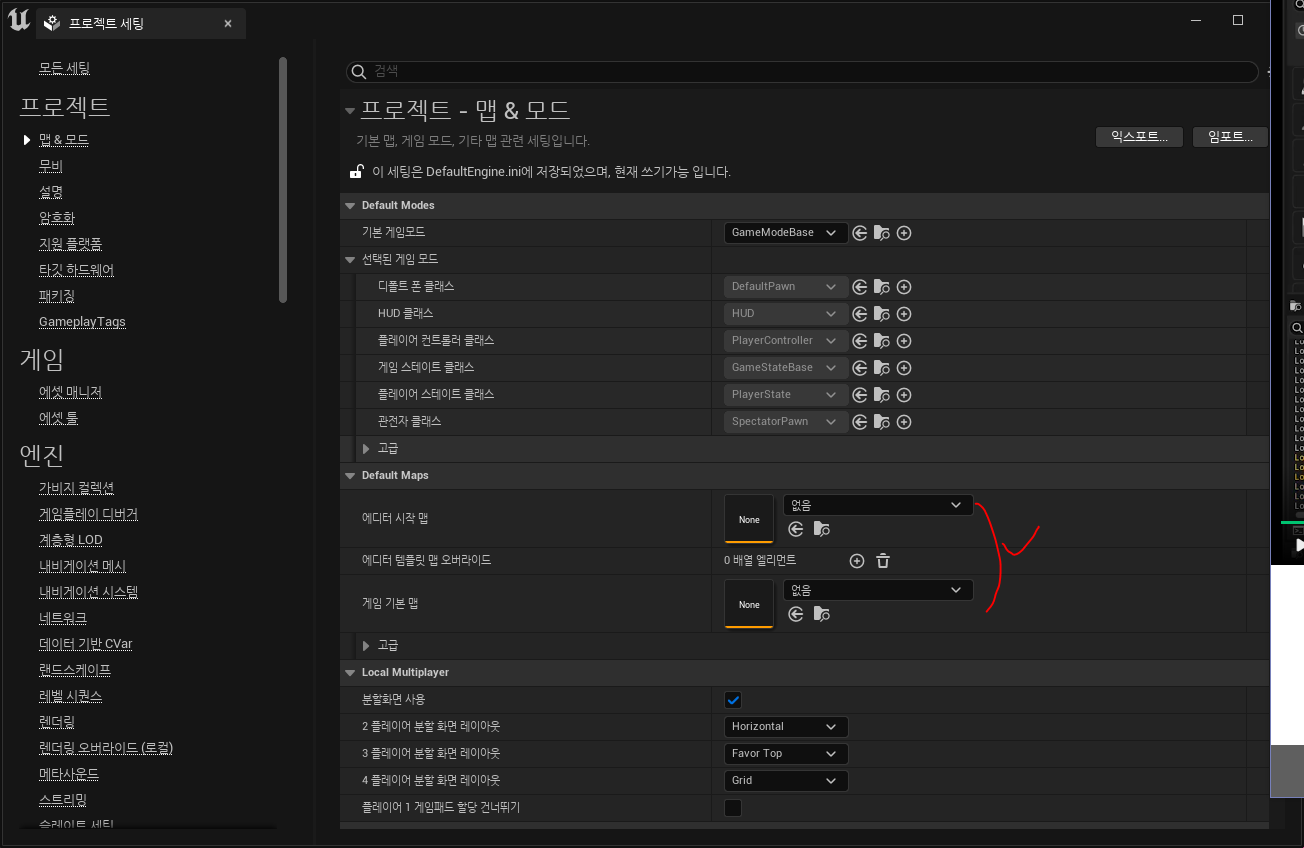 프로젝트 세팅
모든 세팅
프로젝트
맵 & 모드
무비
설명
암호화
지원 플랫폼
타깃 하드웨어
패키징
GameplayTags
게임
에셋 매니저
에셋 툴
엔진
가비지 컬렉션
게임플레이 디버거
계층형 LOD
내비게이션 메시
내비게이션 시스템
네트워크
데이터 기반 CVar
랜드스케이프
레벨 시퀀스
렌더링
렌더링 오버라이드 (로컬)
메타사운드
스트리밍
슬레이트 세팅
검색
프로젝트 - 맵 & 모드
기본 맵, 게임 모드, 기타 맵 관련 세팅입니다.
익스포트... 임포트...
이 세팅은 DefaultEngine.ini에 저장되었으며, 현재 쓰기가능 입니다.
Default Modes
기본 게임모드 GameModeBase
선택된 게임 모드
디폴트 폰 클래스 DefaultPawn
HUD 클래스 HUD
플레이어 컨트롤러 클래스 PlayerController
게임 스테이트 클래스 GameStateBase
플레이어 스테이트 클래스 PlayerState
관전자 클래스 SpectatorPawn
고급
Default Maps
에디터 시작 맵 None 없음
에디터 템플릿 맵 오버라이드 0 배열 엘리먼트
게임 기본 맵 None 없음
고급
Local Multiplayer
분할화면 사용
2 플레이어 분할 화면 레이아웃 Horizontal
3 플레이어 분할 화면 레이아웃 Favor Top
4 플레이어 분할 화면 레이아웃 Grid
플레이어 1 게임패드 할당 건너뛰기